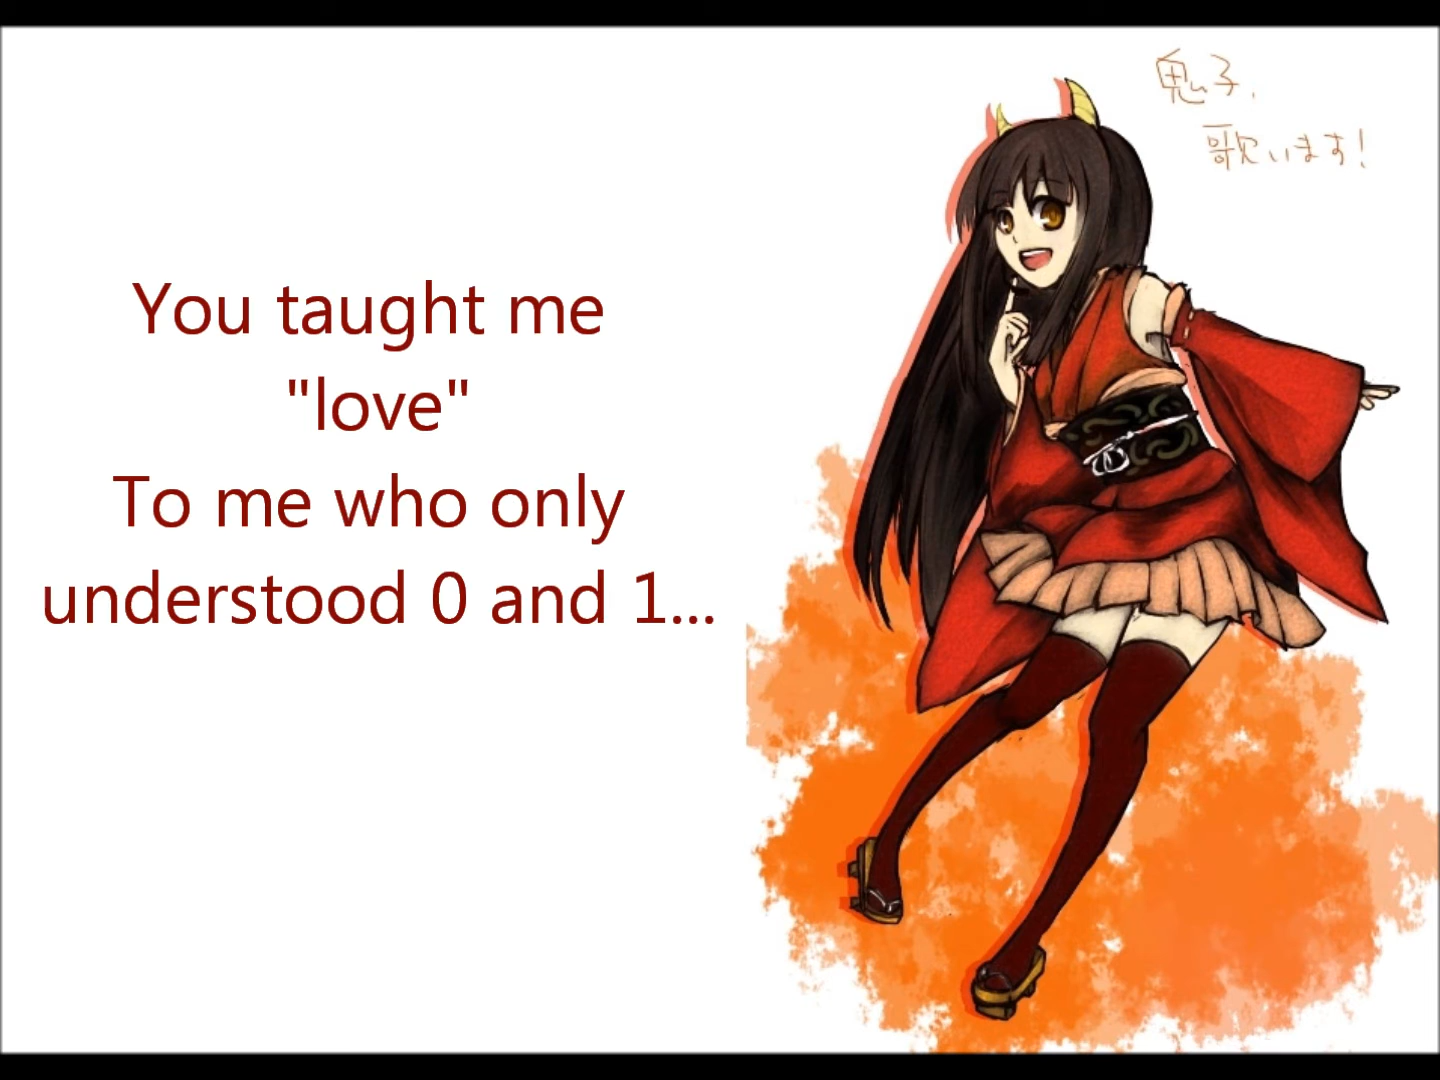 You taught me
"love"
To me who only
understood 0 and 1...
鬼子、
歌います!